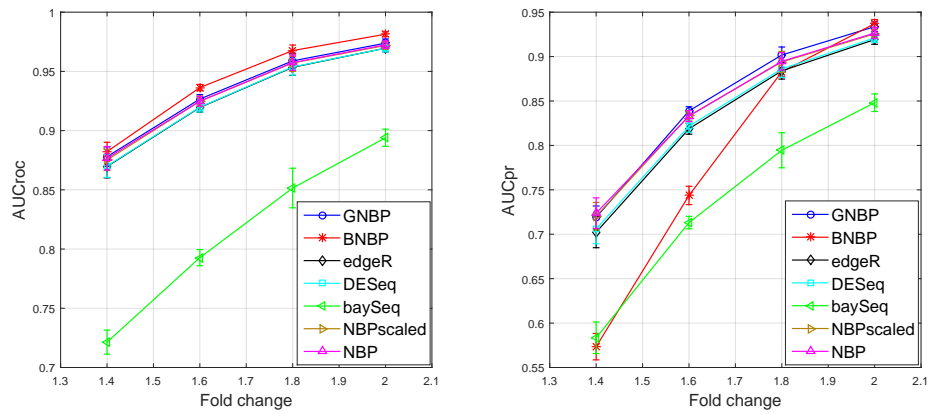 1
0.95
0.9
0.85
0.8
0.75
0.7
AUCroc
1.3 1.4 1.5 1.6 1.7 1.8 1.9 2 2.1
Fold change
GNBP
BNBP
edgeR
DESeq
baySeq
NBPscaled
NBP
1
0.95
0.9
0.85
0.8
0.75
0.7
0.65
0.6
0.55
AUCpr
1.3 1.4 1.5 1.6 1.7 1.8 1.9 2 2.1
Fold change
GNBP
BNBP
edgeR
DESeq
baySeq
NBPscaled
NBP